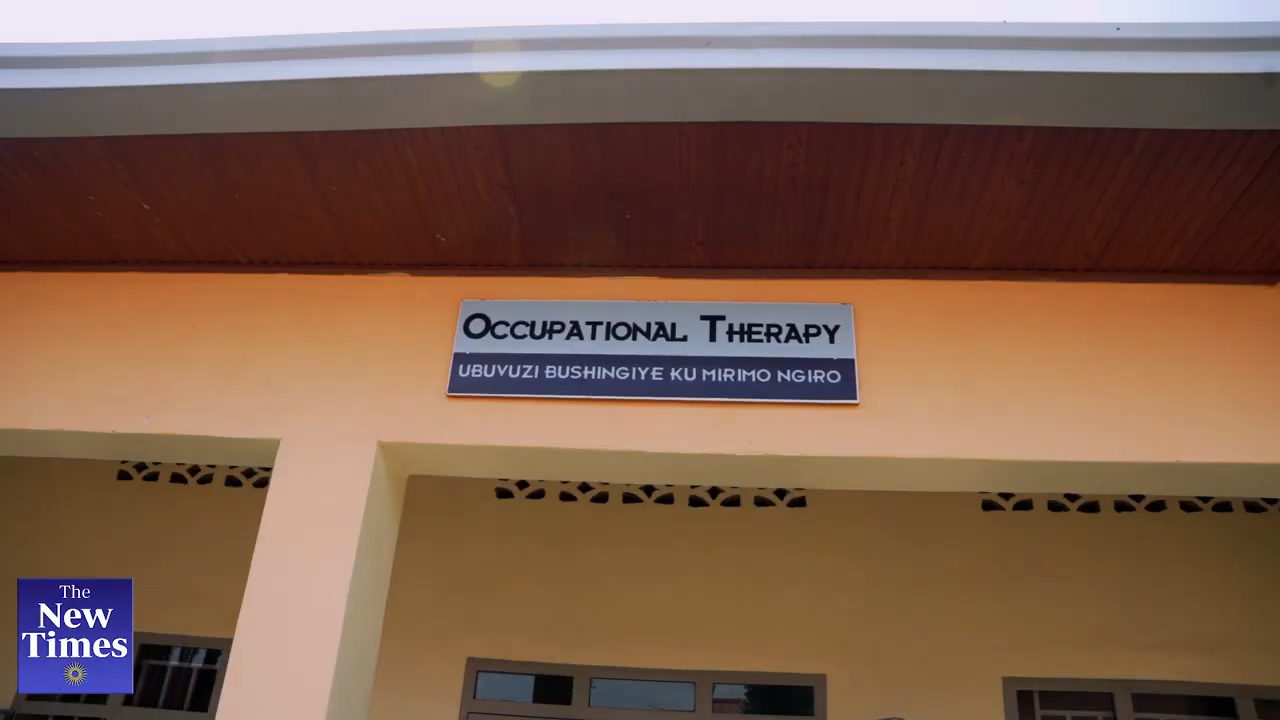 Occupational Therapy
UBUVUZI BUSHINGIYE KU MIRIMO NGIRO
The
New
Times